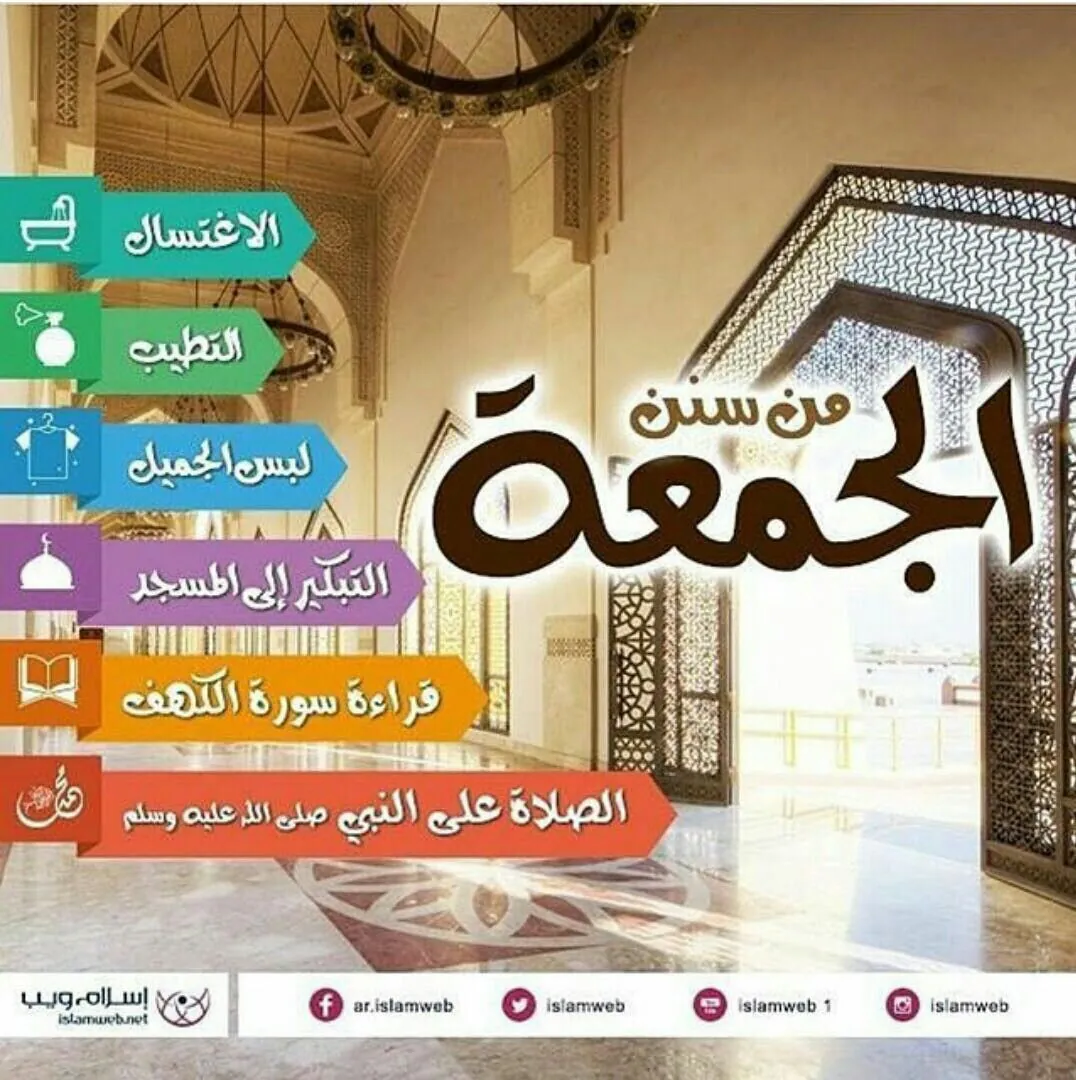 من سنن
الجمعة
الاغتسال
التطيب
لبس الجميل
التبكير إلى المسجد
قراءة سورة الكهف
محمد
الصلاة على النبي صلى الله عليه وسلم
إسلام ويب
islamweb.net
ar.islamweb
islamweb
islamweb 1
islamweb